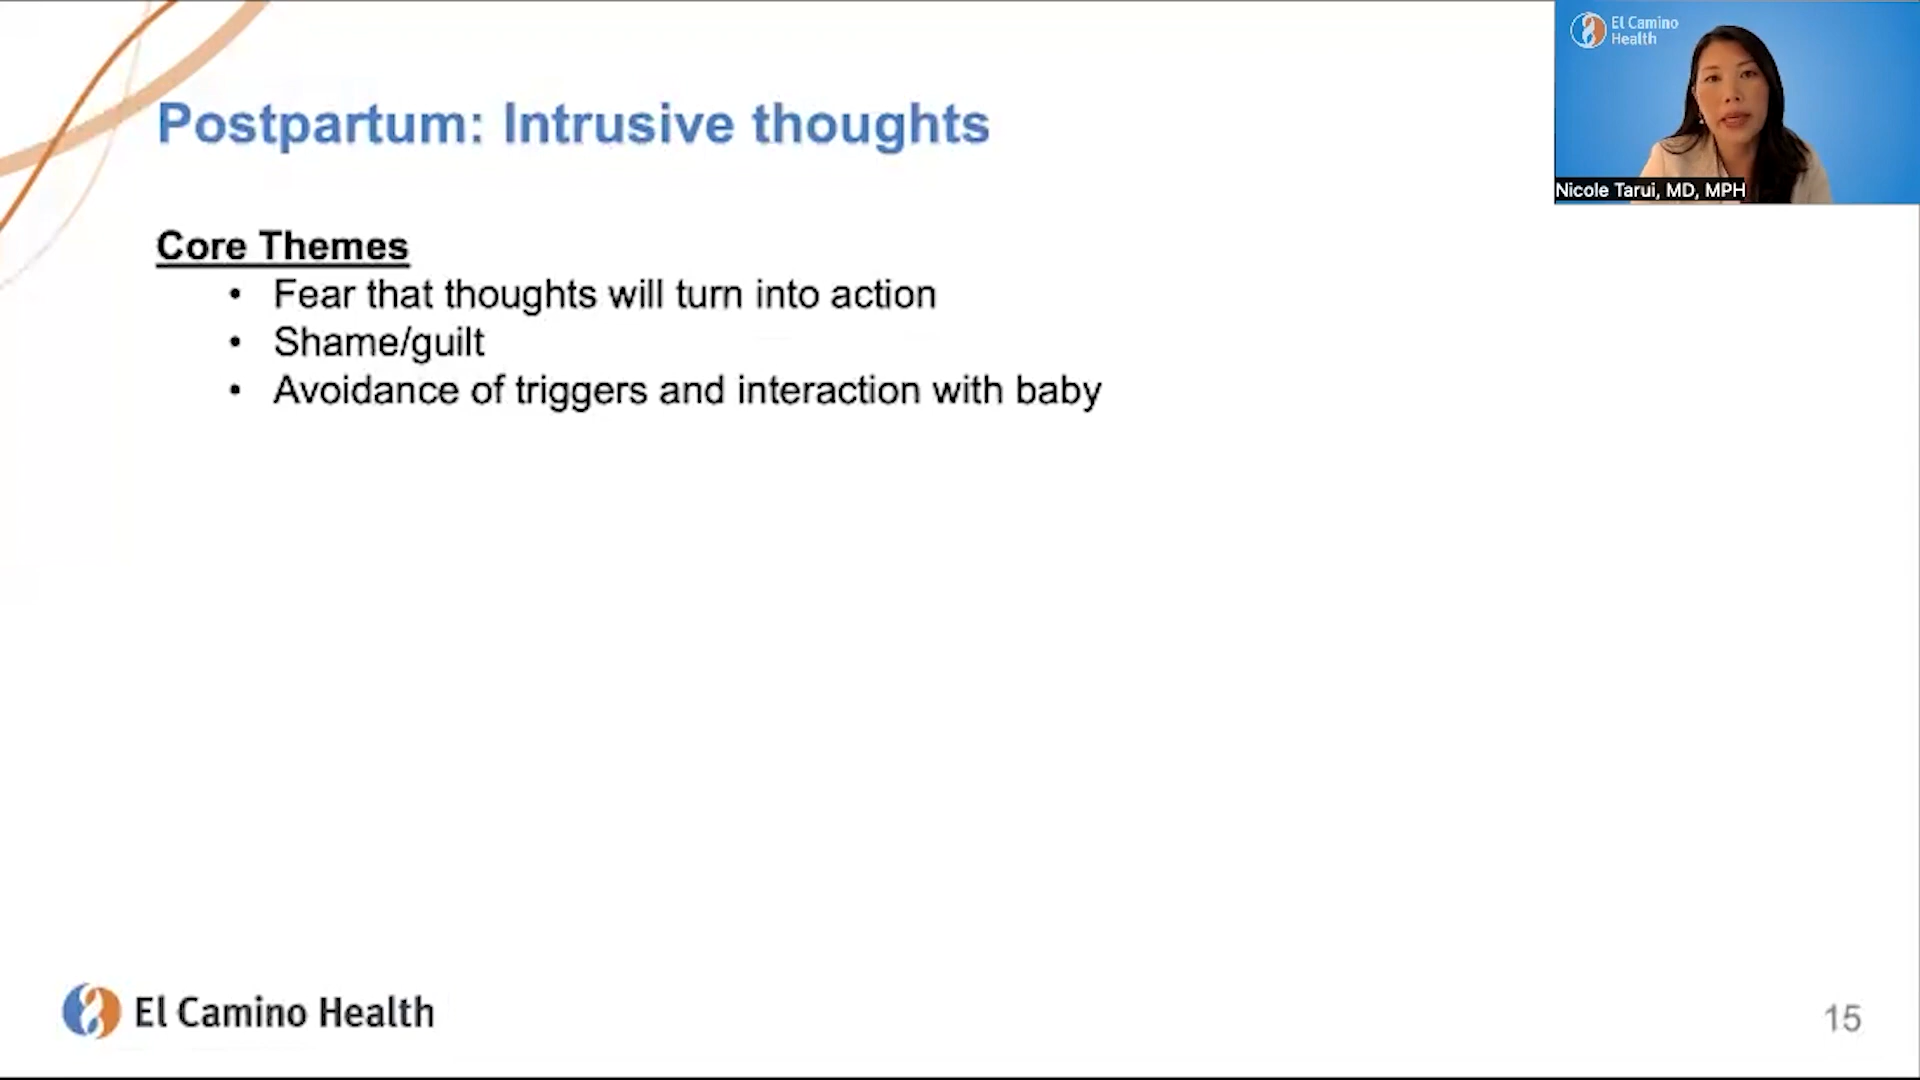 El Camino
Health
Nicole Tarui, MD, MPH
Postpartum: Intrusive thoughts
Core Themes
• Fear that thoughts will turn into action
• Shame/guilt
• Avoidance of triggers and interaction with baby
El Camino Health
15